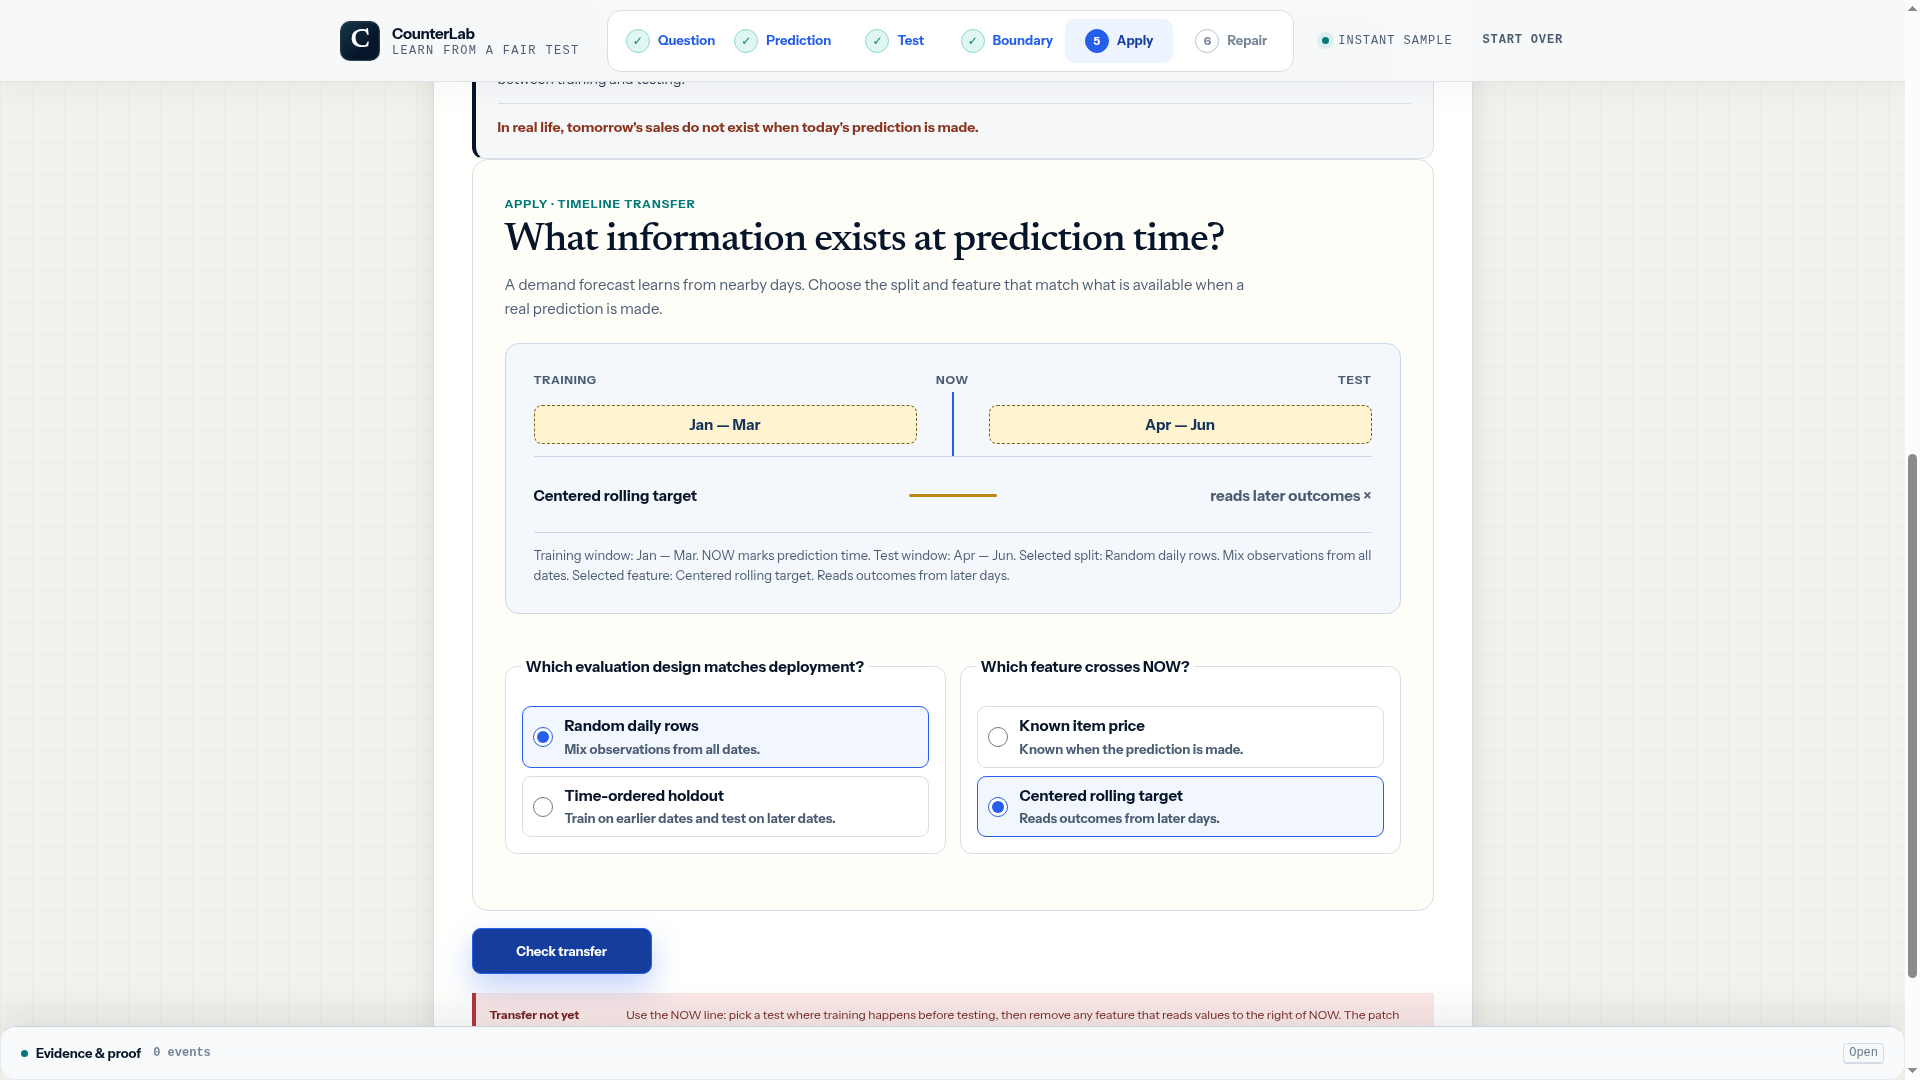 C
CounterLab
LEARN FROM A FAIR TEST
✓ Question
✓ Prediction
✓ Test
✓ Boundary
5 Apply
6 Repair
INSTANT SAMPLE
START OVER
between training and testing.
In real life, tomorrow's sales do not exist when today's prediction is made.
APPLY · TIMELINE TRANSFER
What information exists at prediction time?
A demand forecast learns from nearby days. Choose the split and feature that match what is available when a
real prediction is made.
TRAINING NOW TEST
Jan — Mar Apr — Jun
Centered rolling target reads later outcomes ×
Training window: Jan — Mar. NOW marks prediction time. Test window: Apr — Jun. Selected split: Random daily rows. Mix observations from all
dates. Selected feature: Centered rolling target. Reads outcomes from later days.
Which evaluation design matches deployment?
Random daily rows
Mix observations from all dates.
Time-ordered holdout
Train on earlier dates and test on later dates.
Which feature crosses NOW?
Known item price
Known when the prediction is made.
Centered rolling target
Reads outcomes from later days.
Check transfer
Transfer not yet Use the NOW line: pick a test where training happens before testing, then remove any feature that reads values to the right of NOW. The patch
Evidence & proof 0 events
Open